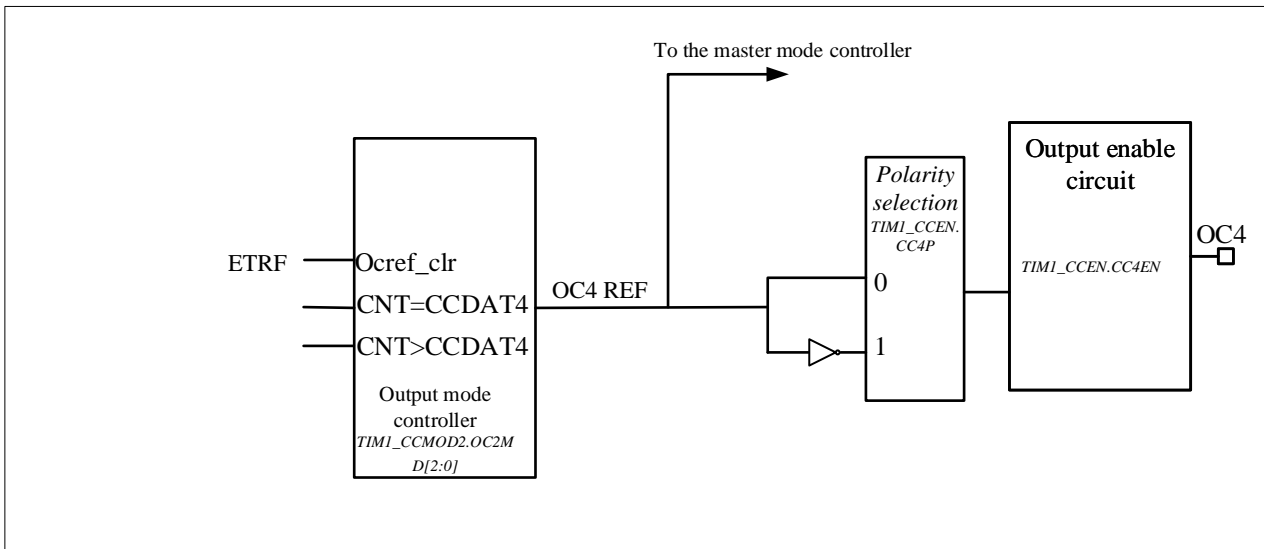 To the master mode controller
ETRF
Ocref_clr
CNT=CCDAT4
CNT>CCDAT4
Output mode
controller
TIM1_CCMOD2.OC2M
D[2:0]
OC4 REF
Polarity
selection
TIM1_CCEN.
CC4P
0
1
Output enable
circuit
TIM1_CCEN.CC4EN
OC4